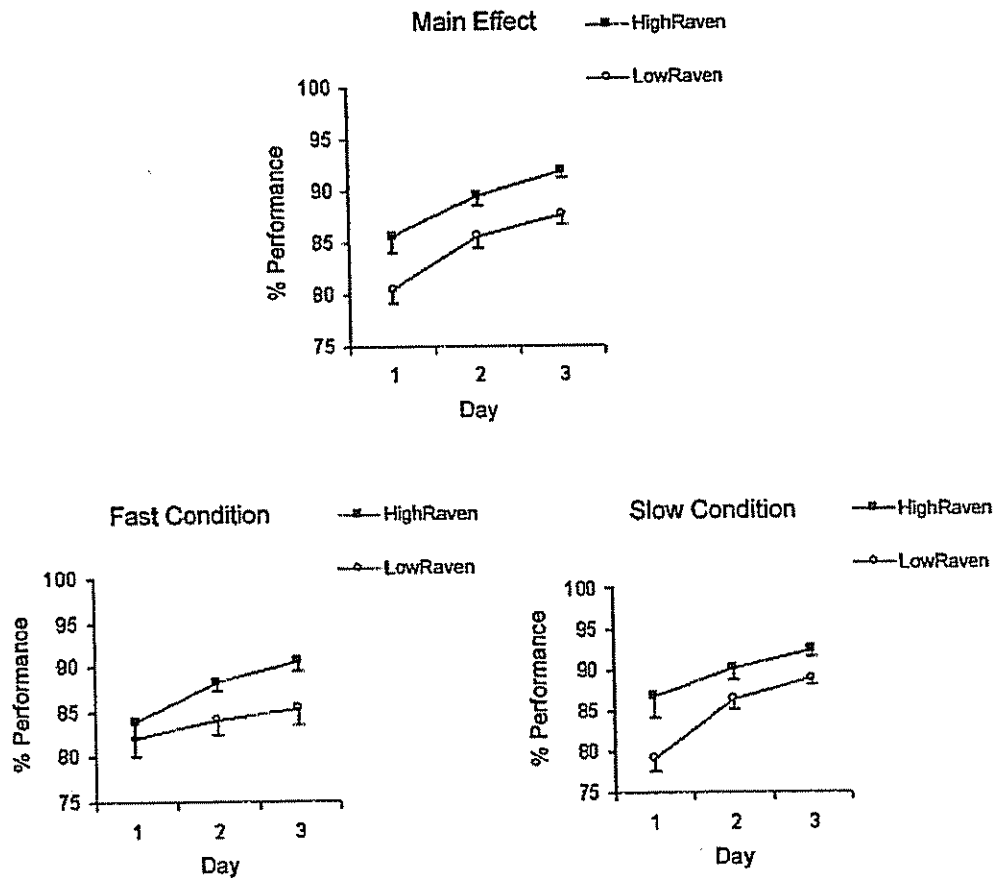 Main Effect
HighRaven
LowRaven
100
95
90
85
80
75
% Performance
1 2 3
Day
Fast Condition
HighRaven
LowRaven
100
95
90
85
80
75
% Performance
1 2 3
Day
Slow Condition
HighRaven
LowRaven
100
95
90
85
80
75
% Performance
1 2 3
Day